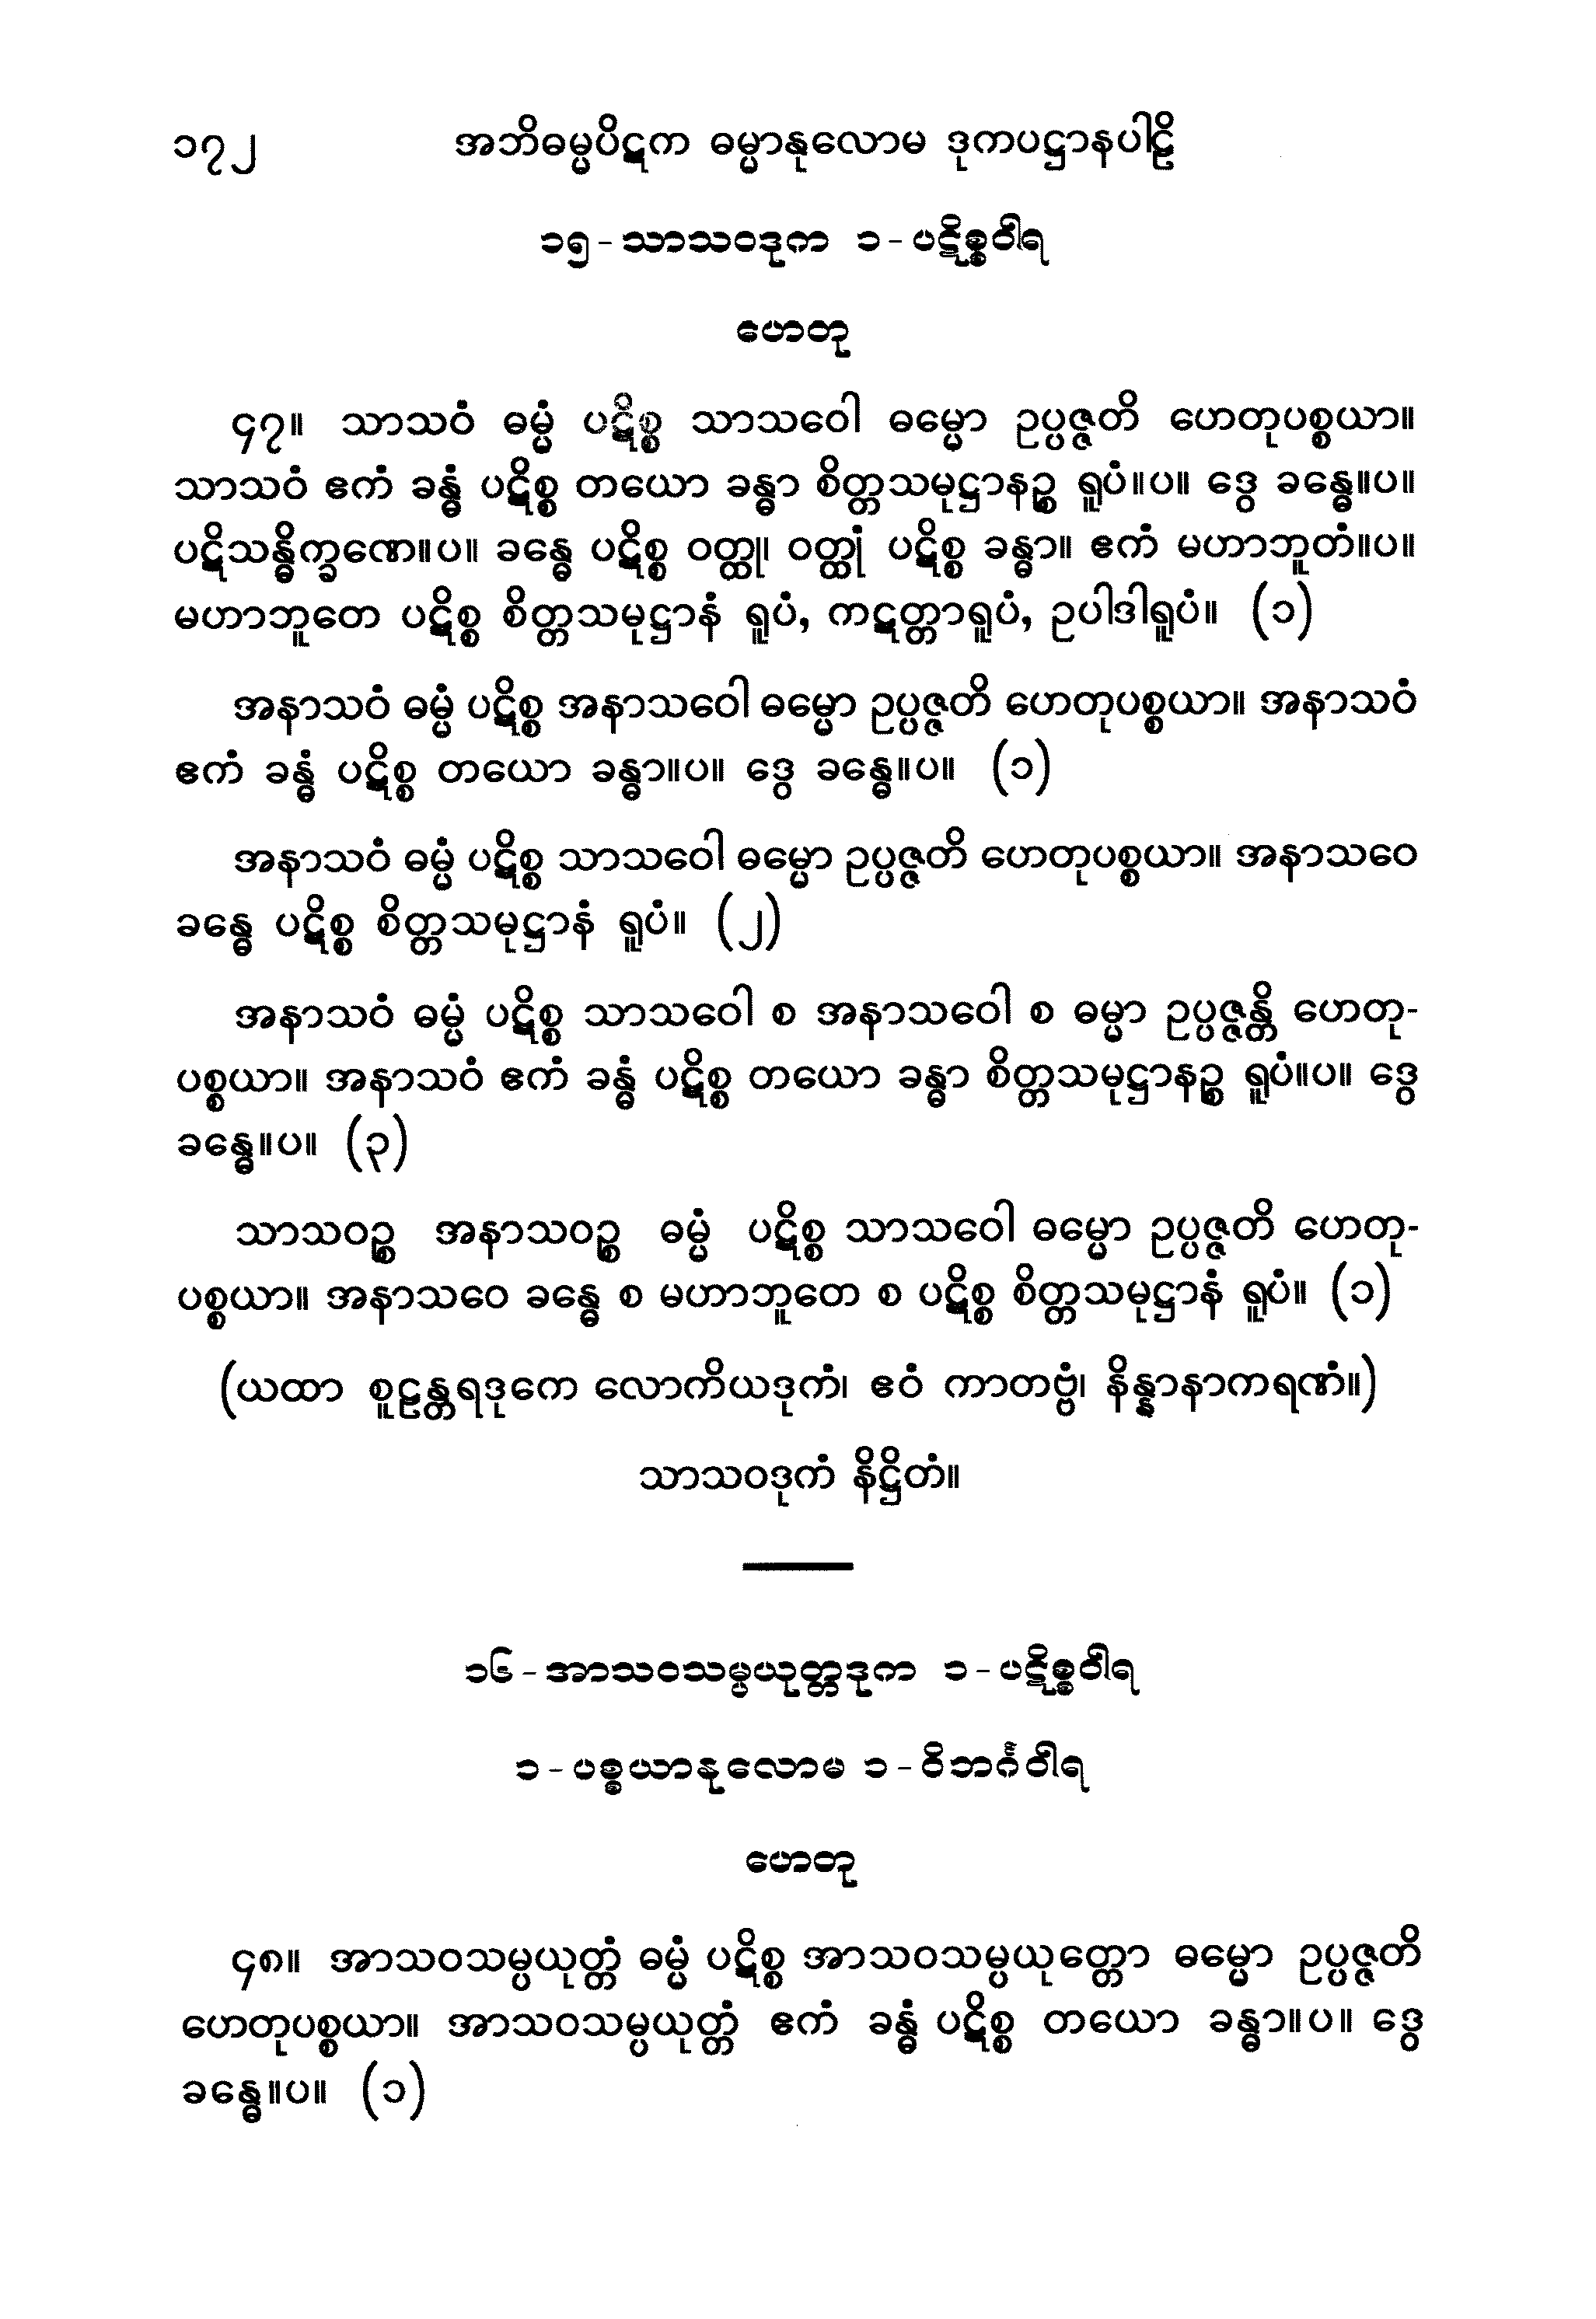 ၁၇၂ အဘိဓမ္မပိဋက ဓမ္မာနုလောမ ဒုကပဋ္ဌာနပါဠိ
၁၅-သာသဝဒုက ၁-ပဋိစ္စဝါရ
ဟေတု
၄၇။ သာသဝံ ဓမ္မံ ပဋိစ္စ သာသဝေါ ဓမ္မော ဥပ္ပဇ္ဇတိ ဟေတုပစ္စယာ။
သာသဝံ ဧကံ ခန္ဓံ ပဋိစ္စ တယော ခန္ဓာ စိတ္တသမုဋ္ဌာနဉ္စ ရူပံ။ပ။ ဒွေ ခန္ဓေ။ပ။
ပဋိသန္ဓိက္ခဏေ။ပ။ ခန္ဓေ ပဋိစ္စ ဝတ္ထု၊ ဝတ္ထုံ ပဋိစ္စ ခန္ဓာ။ ဧကံ မဟာဘူတံ။ပ။
မဟာဘူတေ ပဋိစ္စ စိတ္တသမုဋ္ဌာနံ ရူပံ, ကဋတ္တာရူပံ, ဥပါဒါရူပံ။ (၁)
အနာသဝံ ဓမ္မံ ပဋိစ္စ အနာသဝေါ ဓမ္မော ဥပ္ပဇ္ဇတိ ဟေတုပစ္စယာ။ အနာသဝံ
ဧကံ ခန္ဓံ ပဋိစ္စ တယော ခန္ဓာ။ပ။ ဒွေ ခန္ဓေ။ပ။ (၁)
အနာသဝံ ဓမ္မံ ပဋိစ္စ သာသဝေါ ဓမ္မော ဥပ္ပဇ္ဇတိ ဟေတုပစ္စယာ။ အနာသဝေ
ခန္ဓေ ပဋိစ္စ စိတ္တသမုဋ္ဌာနံ ရူပံ။ (၂)
အနာသဝံ ဓမ္မံ ပဋိစ္စ သာသဝေါ စ အနာသဝေါ စ ဓမ္မာ ဥပ္ပဇ္ဇန္တိ ဟေတု-
ပစ္စယာ။ အနာသဝံ ဧကံ ခန္ဓံ ပဋိစ္စ တယော ခန္ဓာ စိတ္တသမုဋ္ဌာနဉ္စ ရူပံ။ပ။ ဒွေ
ခန္ဓေ။ပ။ (၃)
သာသဝဉ္စ အနာသဝဉ္စ ဓမ္မံ ပဋိစ္စ သာသဝေါ ဓမ္မော ဥပ္ပဇ္ဇတိ ဟေတု-
ပစ္စယာ။ အနာသဝေ ခန္ဓေ စ မဟာဘူတေ စ ပဋိစ္စ စိတ္တသမုဋ္ဌာနံ ရူပံ။ (၁)
(ယထာ စူဠန္တရဒုကေ လောကိယဒုကံ၊ ဧဝံ ကာတဗ္ဗံ၊ နိန္နာနာကရဏံ။)
သာသဝဒုကံ နိဋ္ဌိတံ။
၁၆-အာသဝသမ္ပယုတ္တဒုက ၁-ပဋိစ္စဝါရ
၁-ပစ္စယာနုလောမ ၁-ဝိဘင်္ဂဝါရ
ဟေတု
၄၈။ အာသဝသမ္ပယုတ္တံ ဓမ္မံ ပဋိစ္စ အာသဝသမ္ပယုတ္တော ဓမ္မော ဥပ္ပဇ္ဇတိ
ဟေတုပစ္စယာ။ အာသဝသမ္ပယုတ္တံ ဧကံ ခန္ဓံ ပဋိစ္စ တယော ခန္ဓာ။ပ။ ဒွေ
ခန္ဓေ။ပ။ (၁)